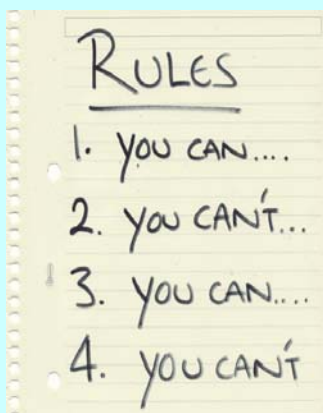 RULES
1. YOU CAN....
2. YOU CAN'T...
3. YOU CAN....
4. YOU CAN'T